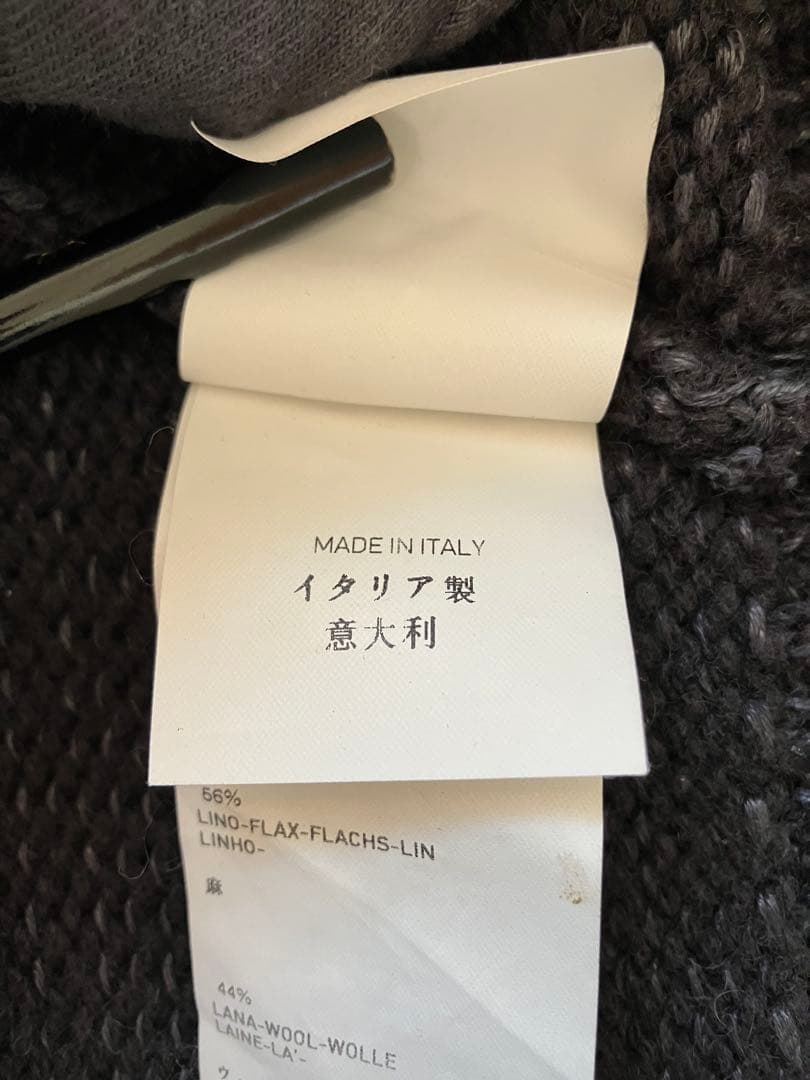 MADE IN ITALY
イタリア製
意大利
56%
LINO-FLAX-FLACHS-LIN
LINHO-
麻
44%
LANA-WOOL-WOLLE
LAINE-LA'-
ウ